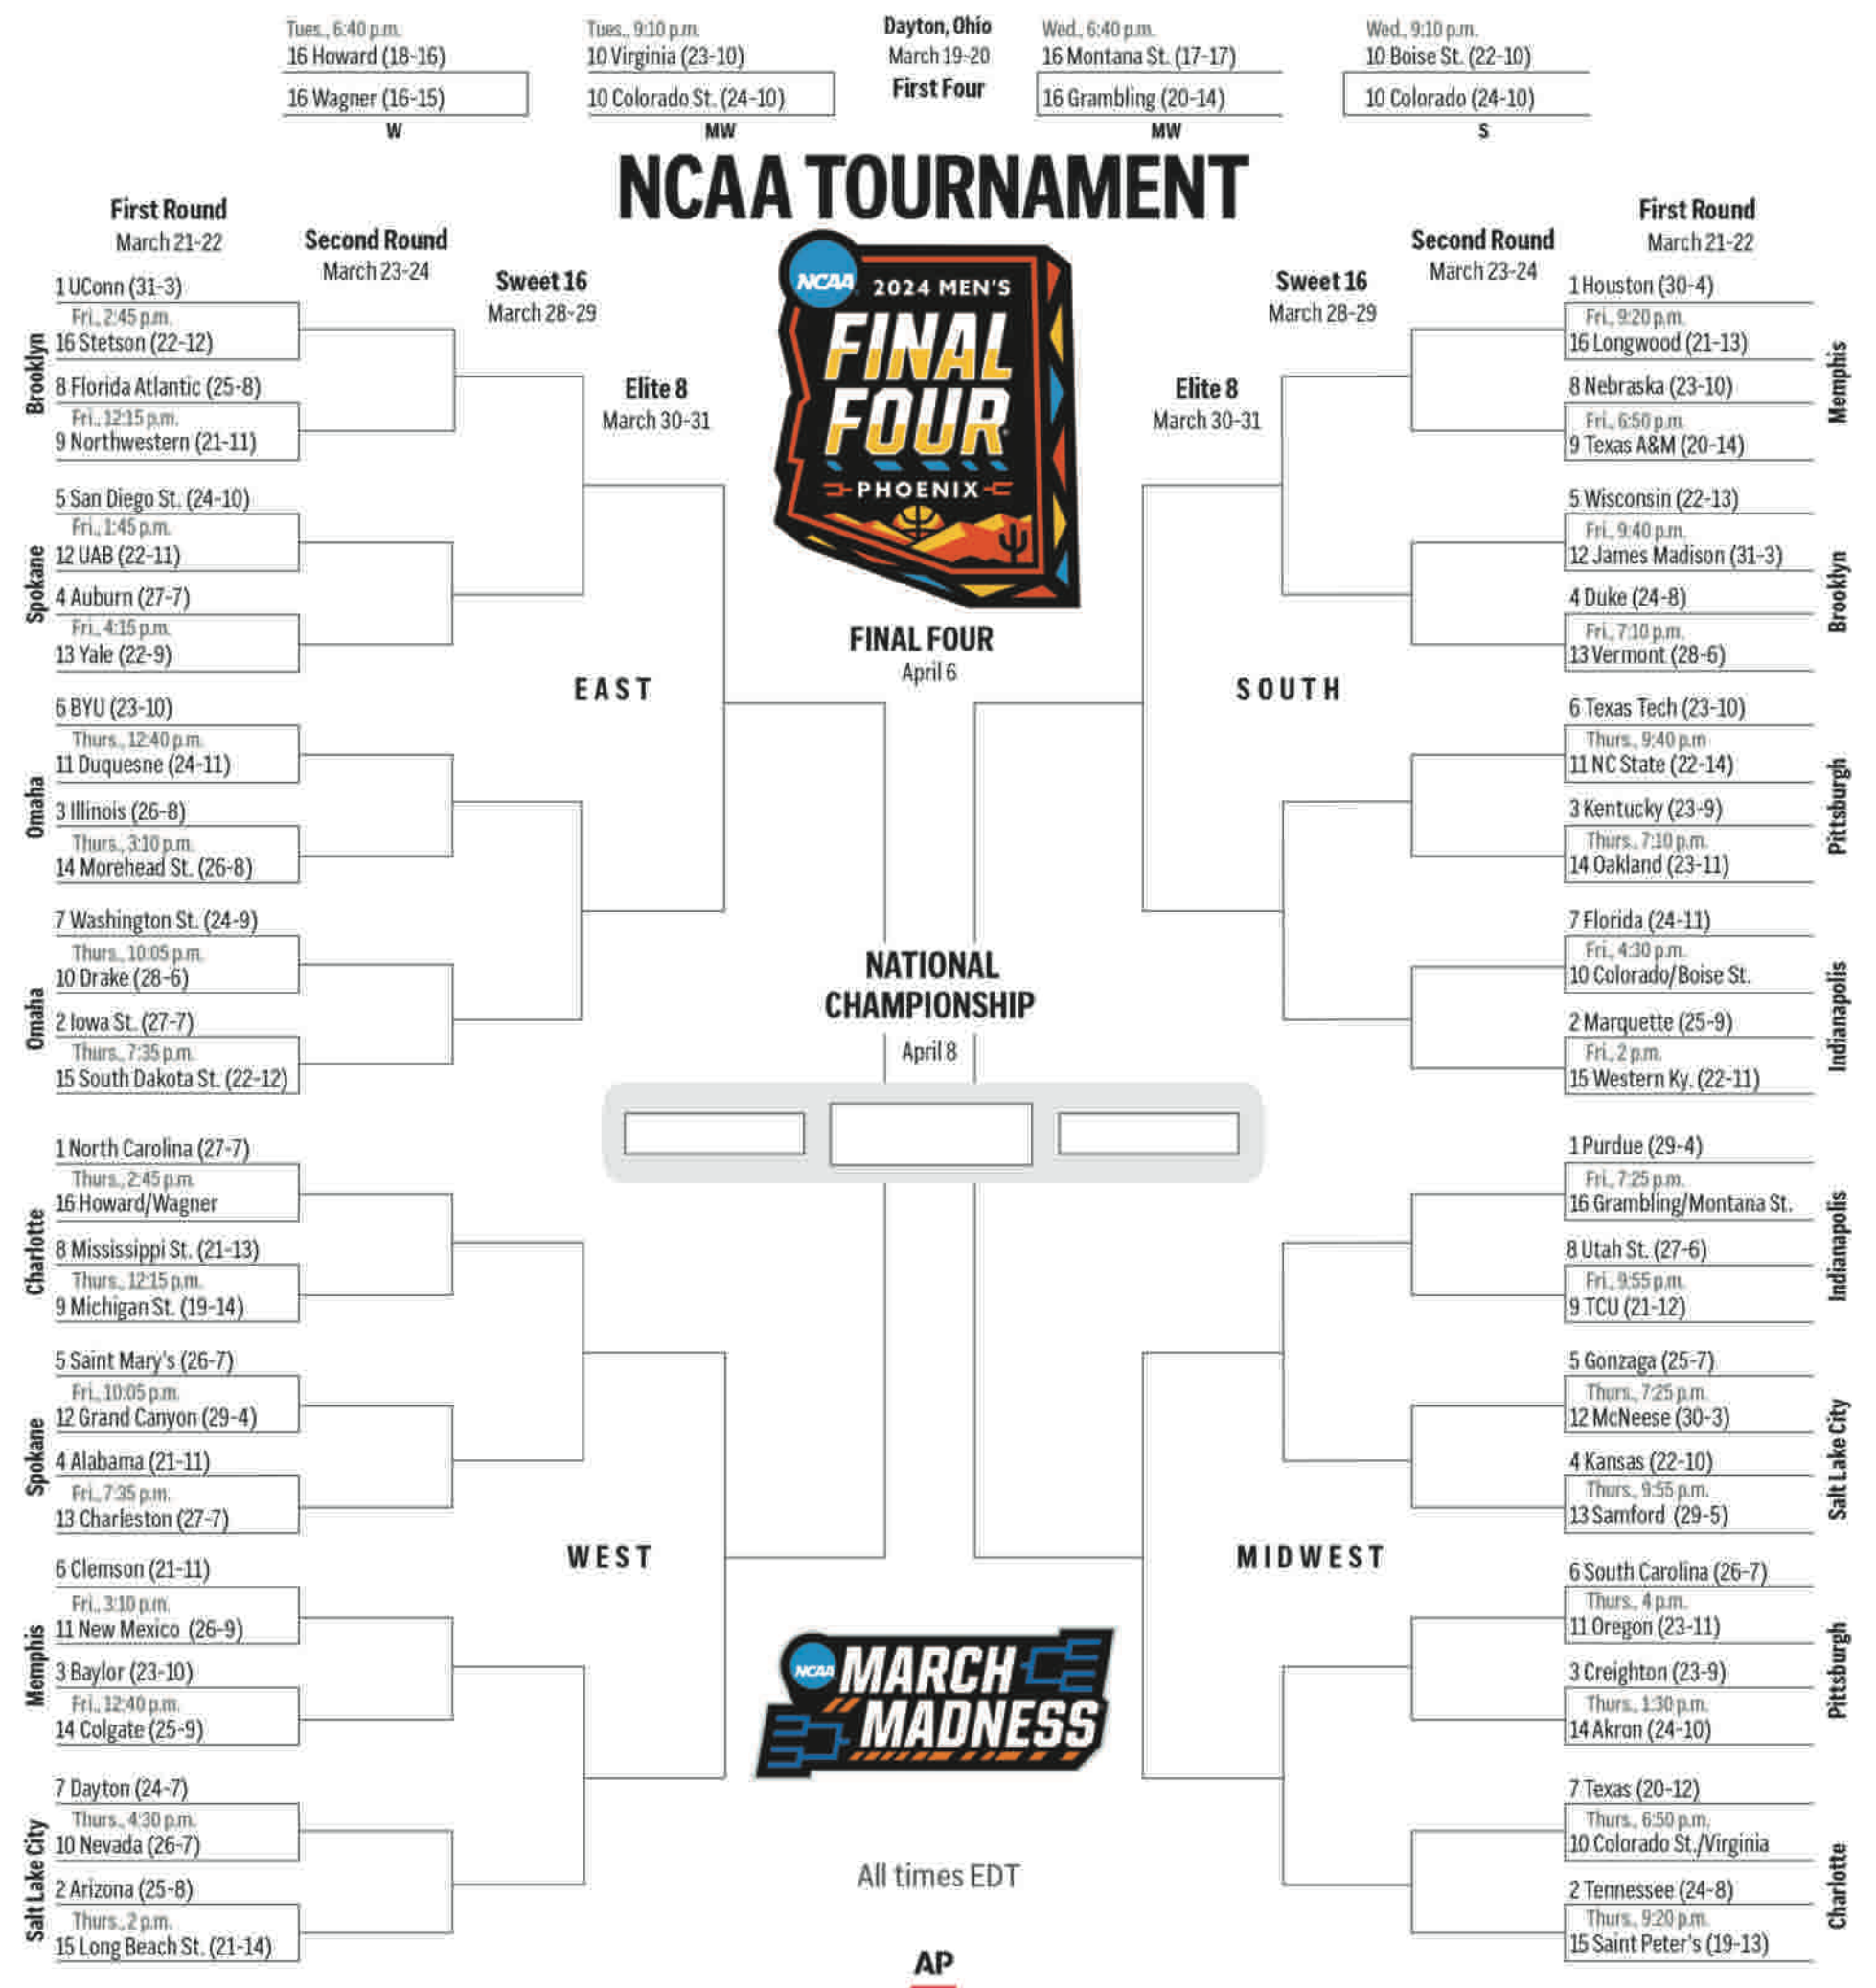 Tues., 6:40 p.m.
16 Howard (18-16)
16 Wagner (16-15)
W
Tues., 9:10 p.m.
10 Virginia (23-10)
10 Colorado St. (24-10)
MW
Dayton, Ohio
March 19-20
First Four
Wed., 6:40 p.m.
16 Montana St. (17-17)
16 Grambling (20-14)
MW
Wed., 9:10 p.m.
10 Boise St. (22-10)
10 Colorado (24-10)
S
NCAA TOURNAMENT
First Round
March 21-22
Second Round
March 23-24
Sweet 16
March 28-29
Elite 8
March 30-31
Brooklyn
1 UConn (31-3)
Fri., 2:45 p.m.
16 Stetson (22-12)
8 Florida Atlantic (25-8)
Fri., 12:15 p.m.
9 Northwestern (21-11)
Spokane
5 San Diego St. (24-10)
Fri., 1:45 p.m.
12 UAB (22-11)
4 Auburn (27-7)
Fri., 4:15 p.m.
13 Yale (22-9)
EAST
Omaha
6 BYU (23-10)
Thurs., 12:40 p.m.
11 Duquesne (24-11)
3 Illinois (26-8)
Thurs., 3:10 p.m.
14 Morehead St. (26-8)
Omaha
7 Washington St. (24-9)
Thurs., 10:05 p.m.
10 Drake (28-6)
2 Iowa St. (27-7)
Thurs., 7:35 p.m.
15 South Dakota St. (22-12)
Charlotte
1 North Carolina (27-7)
Thurs., 2:45 p.m.
16 Howard/Wagner
8 Mississippi St. (21-13)
Thurs., 12:15 p.m.
9 Michigan St. (19-14)
Spokane
5 Saint Mary's (26-7)
Fri., 10:05 p.m.
12 Grand Canyon (29-4)
4 Alabama (21-11)
Fri., 7:35 p.m.
13 Charleston (27-7)
WEST
Memphis
6 Clemson (21-11)
Fri., 3:10 p.m.
11 New Mexico (26-9)
3 Baylor (23-10)
Fri., 12:40 p.m.
14 Colgate (25-9)
Salt Lake City
7 Dayton (24-7)
Thurs., 4:30 p.m.
10 Nevada (26-7)
2 Arizona (25-8)
Thurs., 2 p.m.
15 Long Beach St. (21-14)
NCAA
2024 MEN'S
FINAL
FOUR
PHOENIX
FINAL FOUR
April 6
NATIONAL
CHAMPIONSHIP
April 8
NCAA
MARCH
MADNESS
All times EDT
AP
First Round
March 21-22
Second Round
March 23-24
Sweet 16
March 28-29
Elite 8
March 30-31
1 Houston (30-4)
Fri., 9:20 p.m.
16 Longwood (21-13)
8 Nebraska (23-10)
Fri., 6:50 p.m.
9 Texas A&M (20-14)
Memphis
5 Wisconsin (22-13)
Fri., 9:40 p.m.
12 James Madison (31-3)
4 Duke (24-8)
Fri., 7:10 p.m.
13 Vermont (28-6)
Brooklyn
SOUTH
6 Texas Tech (23-10)
Thurs., 9:40 p.m
11 NC State (22-14)
3 Kentucky (23-9)
Thurs., 7:10 p.m.
14 Oakland (23-11)
Pittsburgh
7 Florida (24-11)
Fri., 4:30 p.m.
10 Colorado/Boise St.
2 Marquette (25-9)
Fri., 2 p.m.
15 Western Ky. (22-11)
Indianapolis
1 Purdue (29-4)
Fri., 7:25 p.m.
16 Grambling/Montana St.
8 Utah St. (27-6)
Fri., 9:55 p.m.
9 TCU (21-12)
Indianapolis
5 Gonzaga (25-7)
Thurs., 7:25 p.m.
12 McNeese (30-3)
4 Kansas (22-10)
Thurs., 9:55 p.m.
13 Samford (29-5)
Salt Lake City
MIDWEST
6 South Carolina (26-7)
Thurs., 4 p.m.
11 Oregon (23-11)
3 Creighton (23-9)
Thurs., 1:30 p.m.
14 Akron (24-10)
Pittsburgh
7 Texas (20-12)
Thurs., 6:50 p.m.
10 Colorado St./Virginia
2 Tennessee (24-8)
Thurs., 9:20 p.m.
15 Saint Peter's (19-13)
Charlotte